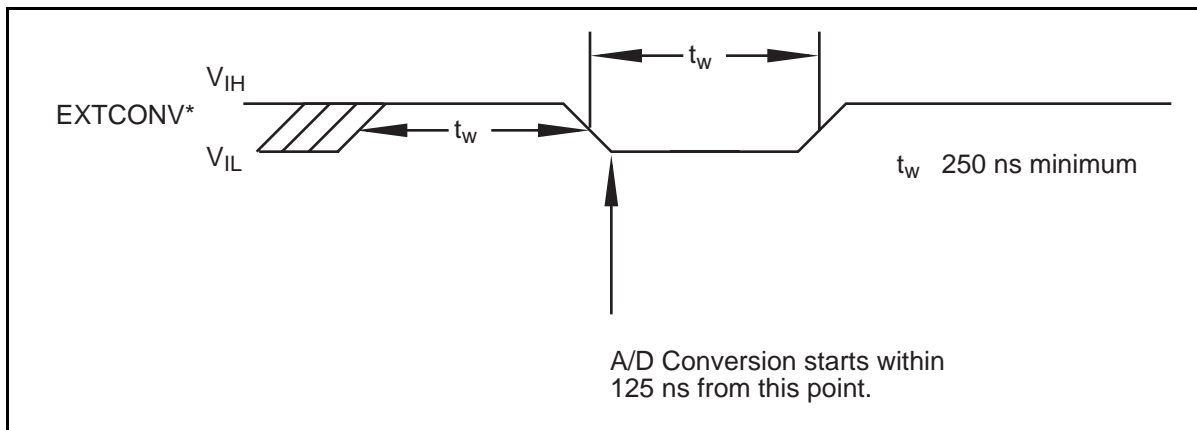 t_w
V_IH
EXTCONV*
t_w
V_IL
t_w 250 ns minimum
A/D Conversion starts within
125 ns from this point.